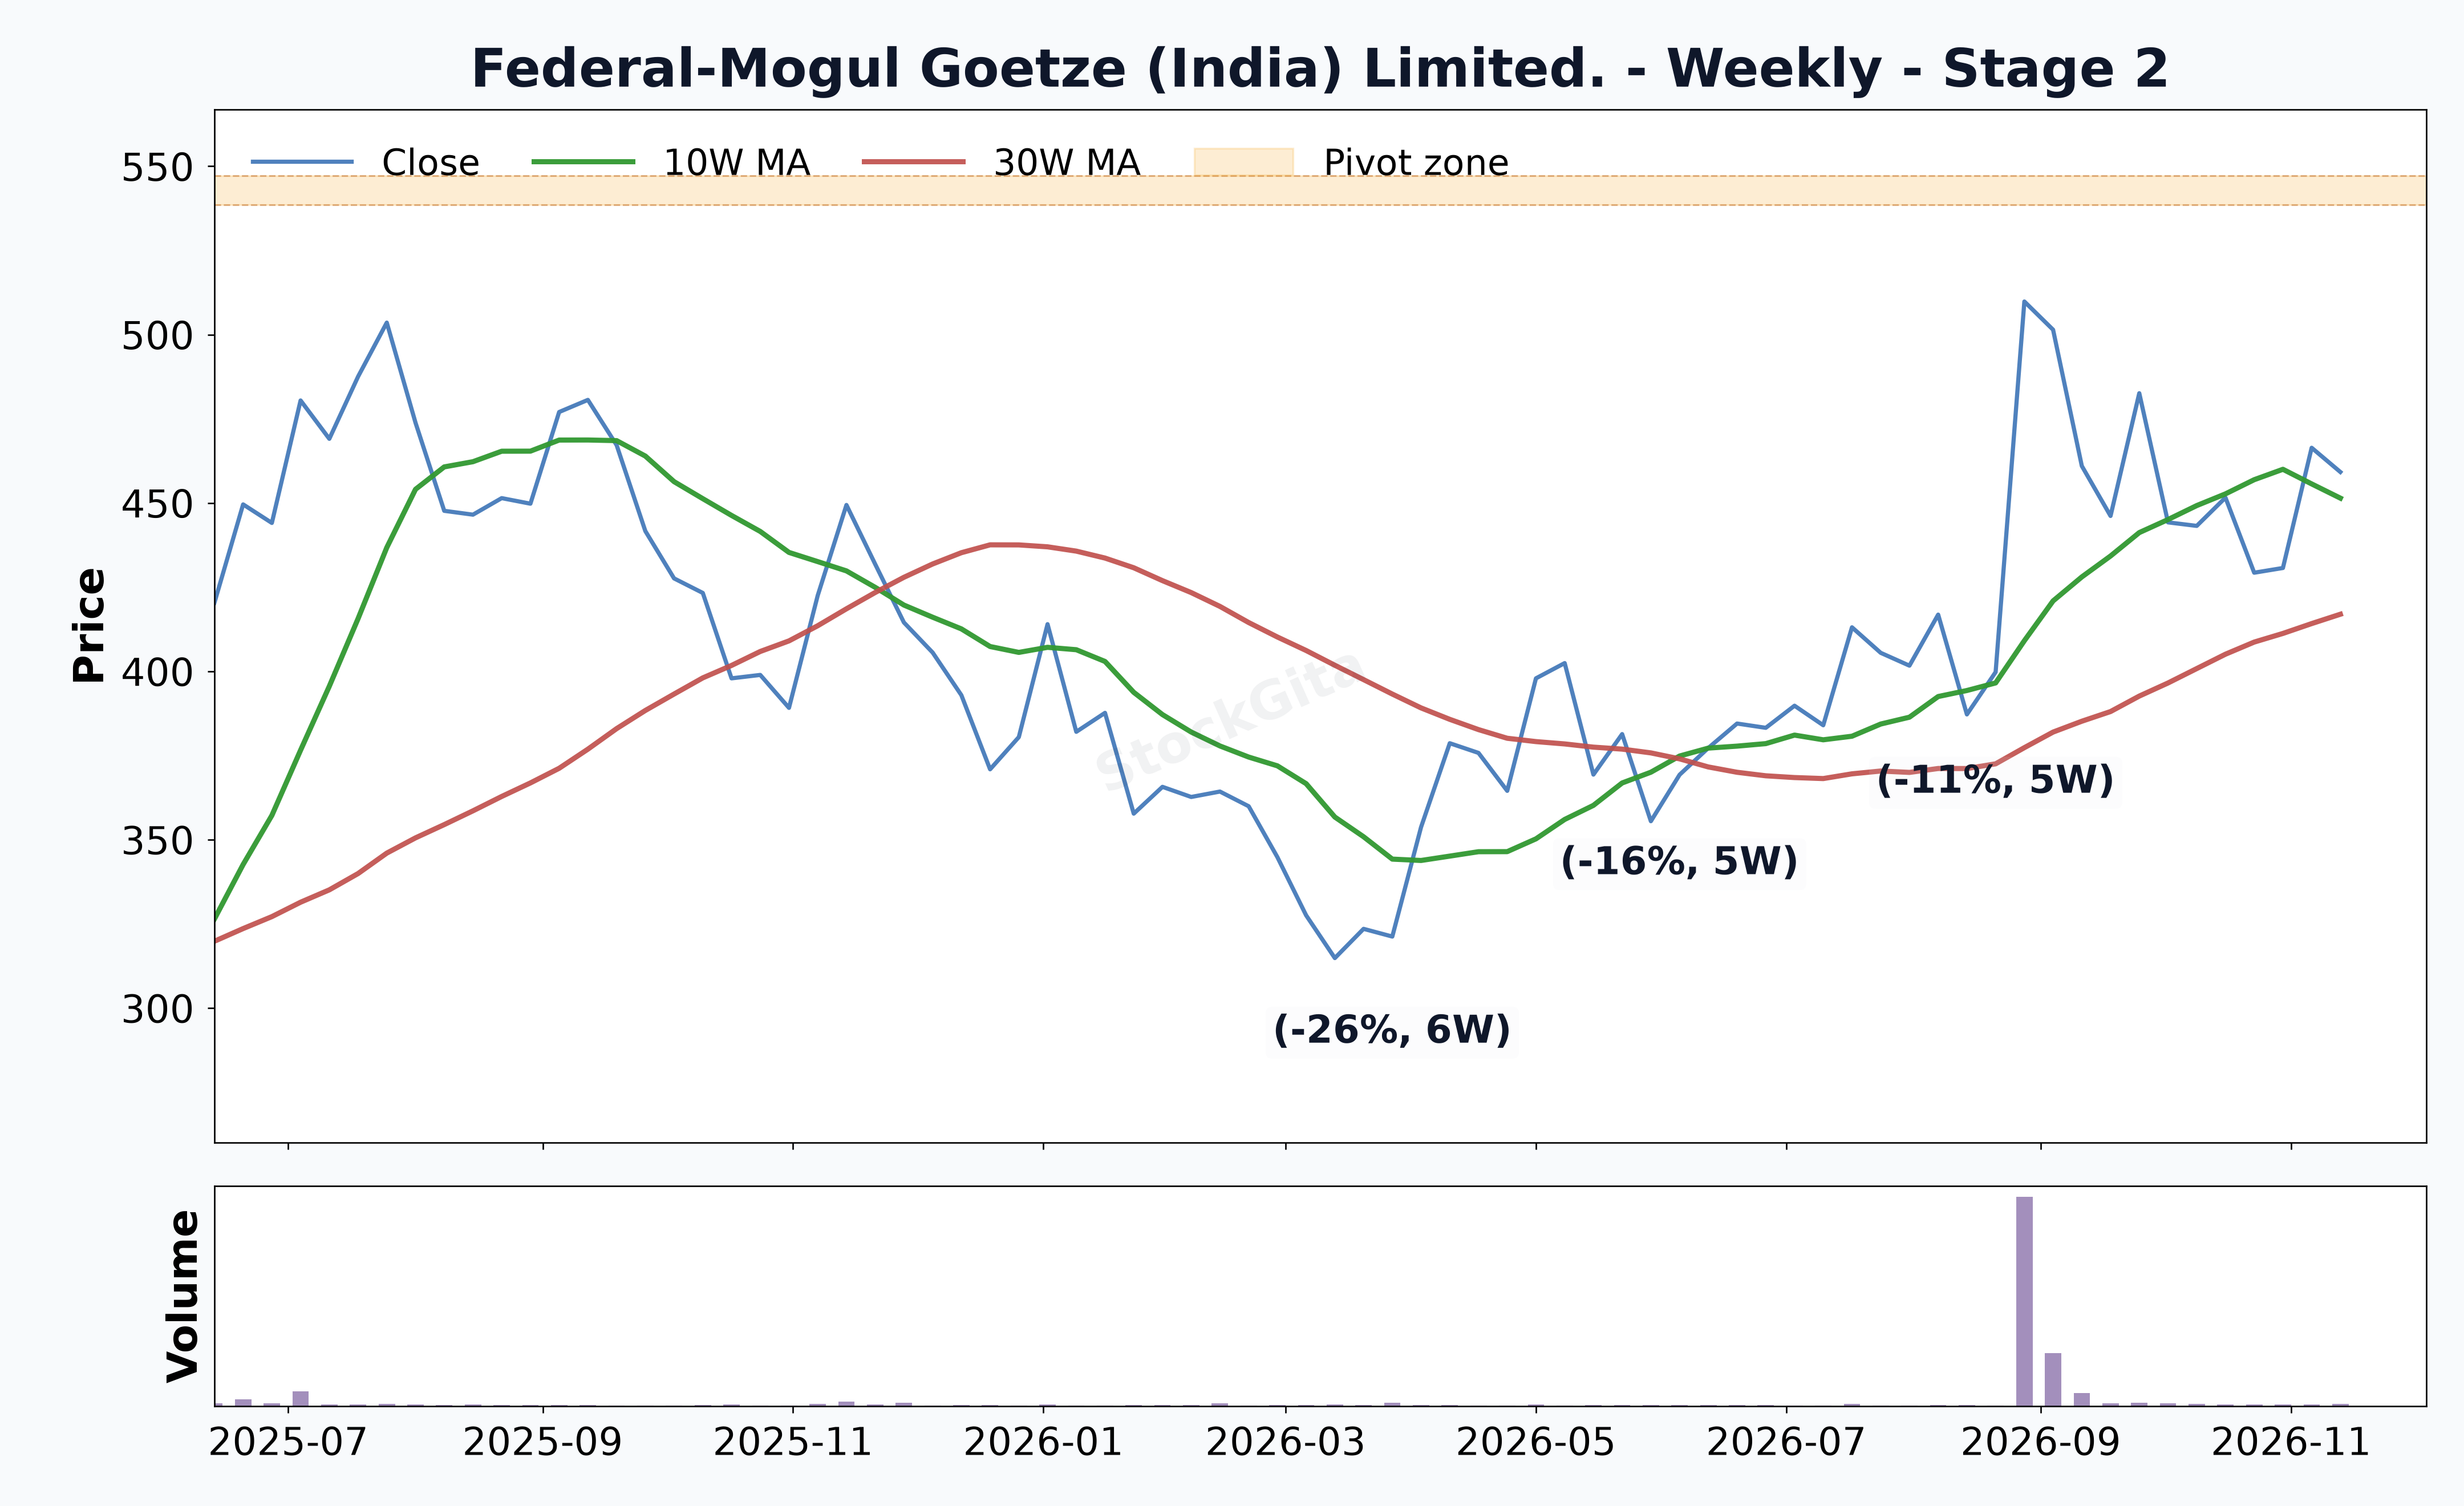 Federal-Mogul Goetze (India) Limited. - Weekly - Stage 2
Close 10W MA 30W MA Pivot zone
550
500
450
400
350
300
Price
StockGita
(-11%, 5W)
(-16%, 5W)
(-26%, 6W)
Volume
2025-07 2025-09 2025-11 2026-01 2026-03 2026-05 2026-07 2026-09 2026-11